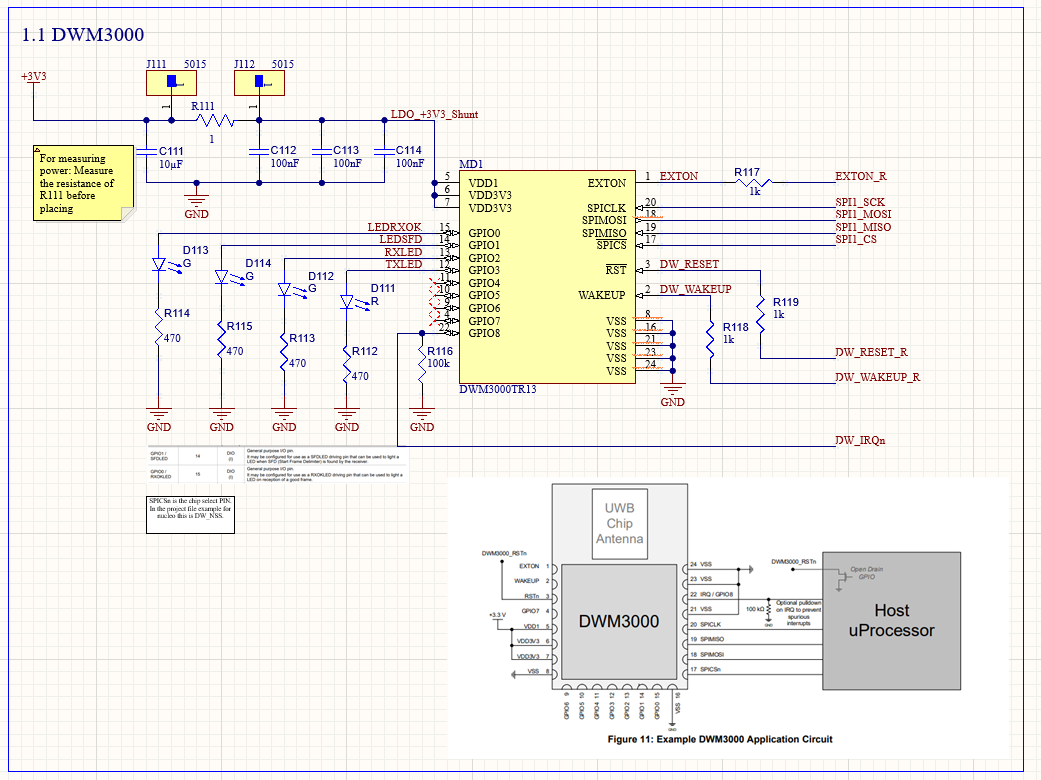 1.1 DWM3000
+3V3
J111 5015
1
1
J112 5015
1
1
R111
1
LDO_+3V3_Shunt
C111
10µF
C112
100nF
C113
100nF
C114
100nF
GND
For measuring
power: Measure
the resistance of
R111 before
placing
MD1
5 VDD1
6 VDD3V3
7 VDD3V3
LEDRXOK 15 GPIO0
LEDSFD 14 GPIO1
RXLED 13 GPIO2
TXLED 12 GPIO3
11 GPIO4
10 GPIO5
9 GPIO6
4 GPIO7
22 GPIO8
EXTON 1 EXTON
R117
1k
EXTON_R
SPICLK 20 SPI1_SCK
SPIMOSI 18 SPI1_MOSI
SPIMISO 19 SPI1_MISO
SPICS 17 SPI1_CS
RST 3 DW_RESET
WAKEUP 2 DW_WAKEUP
VSS 8
VSS 16
VSS 21
VSS 23
VSS 24
GND
R119
1k
R118
1k
DW_RESET_R
DW_WAKEUP_R
DW_IRQn
DWM3000TR13
D113
G
D114
G
D112
G
D111
R
R114
470
R115
470
R113
470
R112
470
R116
100k
GND
GND
GND
GND
GND
GPIO1 /
SFDLED
14
DIO
(I)
General purpose I/O pin.
It may be configured for use as a SFDLED driving pin that can be used to light a
LED when SFD (Start Frame Delimiter) is found by the receiver.
GPIO0 /
RXOKLED
15
DIO
(I)
General purpose I/O pin.
It may be configured for use as a RXOKLED driving pin that can be used to light a
LED on reception of a good frame.
SPICSn is the chip select PIN.
In the project file example for
nucleo this is DW_NSS.
UWB
Chip
Antenna
DWM3000
DWM3000_RSTn
EXTON 1
WAKEUP 2
RSTn 3
GPIO7 4
+3.3 V
VDD1 5
VDD3V3 6
VDD3V3 7
VSS 8
GPIO6 9
GPIO5 10
GPIO4 11
GPIO3 12
GPIO2 13
GPIO1 14
GPIO0 15
VSS 16
GND
24 VSS
23 VSS
22 IRQ / GPIO8
21 VSS
20 SPICLK
19 SPIMISO
18 SPIMOSI
17 SPICSn
100 kΩ
GND
Optional pulldown
on IRQ to prevent
spurious
interrupts
DWM3000_RSTn
Open Drain
GPIO
Host
uProcessor
Figure 11: Example DWM3000 Application Circuit